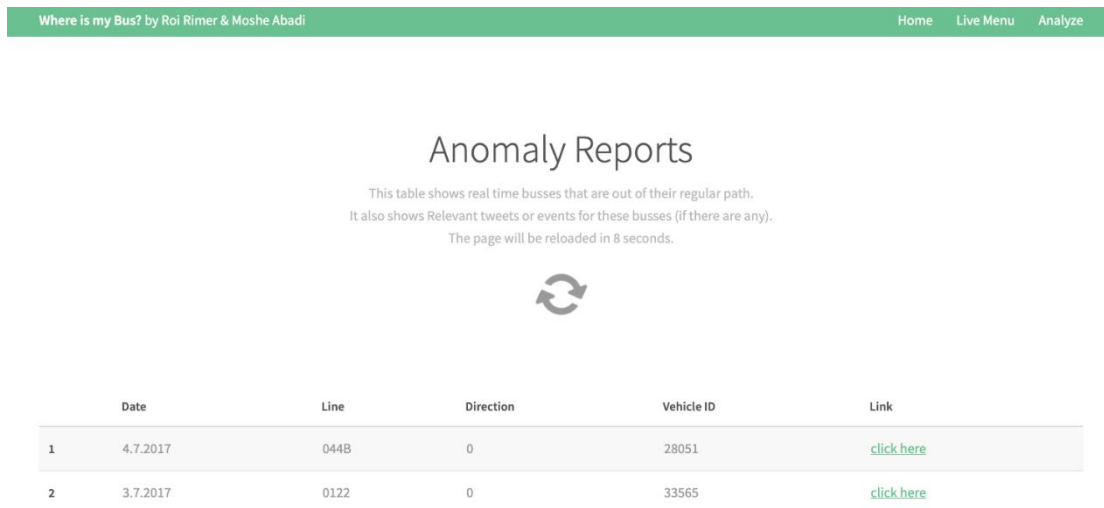 Where is my Bus? by Roi Rimer & Moshe Abadi Home Live Menu Analyze
Anomaly Reports
This table shows real time busses that are out of their regular path.
It also shows Relevant tweets or events for these busses (if there are any).
The page will be reloaded in 8 seconds.
Date Line Direction Vehicle ID Link
1 4.7.2017 044B 0 28051 click here
2 3.7.2017 0122 0 33565 click here